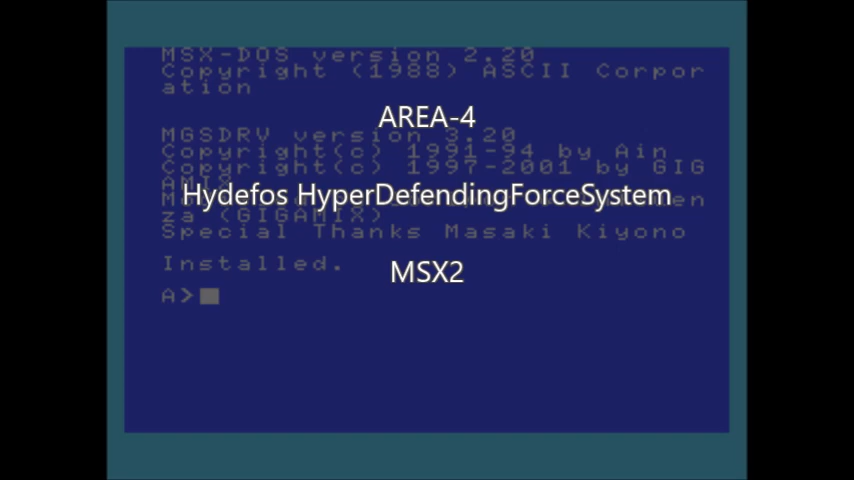 MSX-DOS version 2.20
Copyright (1988) ASCII Corpor
ation
AREA-4
MGSDRV version 3.20
Copyright(c) 1991-94 by Ain
Copyright(c) 1997-2001 by GIG
Hydefos HyperDefendingForceSystem
za (GIGAMIX)
Special Thanks Masaki Kiyono
Installed.
MSX2
A>